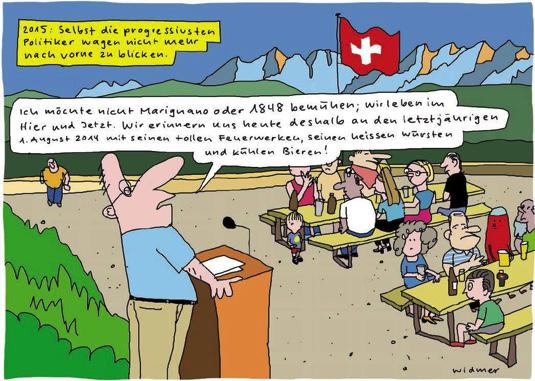 2015: Selbst die progressivsten
Politiker wagen nicht mehr
nach vorne zu blicken.
Ich möchte nicht Marignano oder 1848 bemühen; wir leben im
Hier und Jetzt. Wir erinnern uns heute deshalb an den letztjährigen
1. August 2014 mit seinen tollen Feuerwerken, seinen heissen Würsten
und kühlen Bieren!
widmer